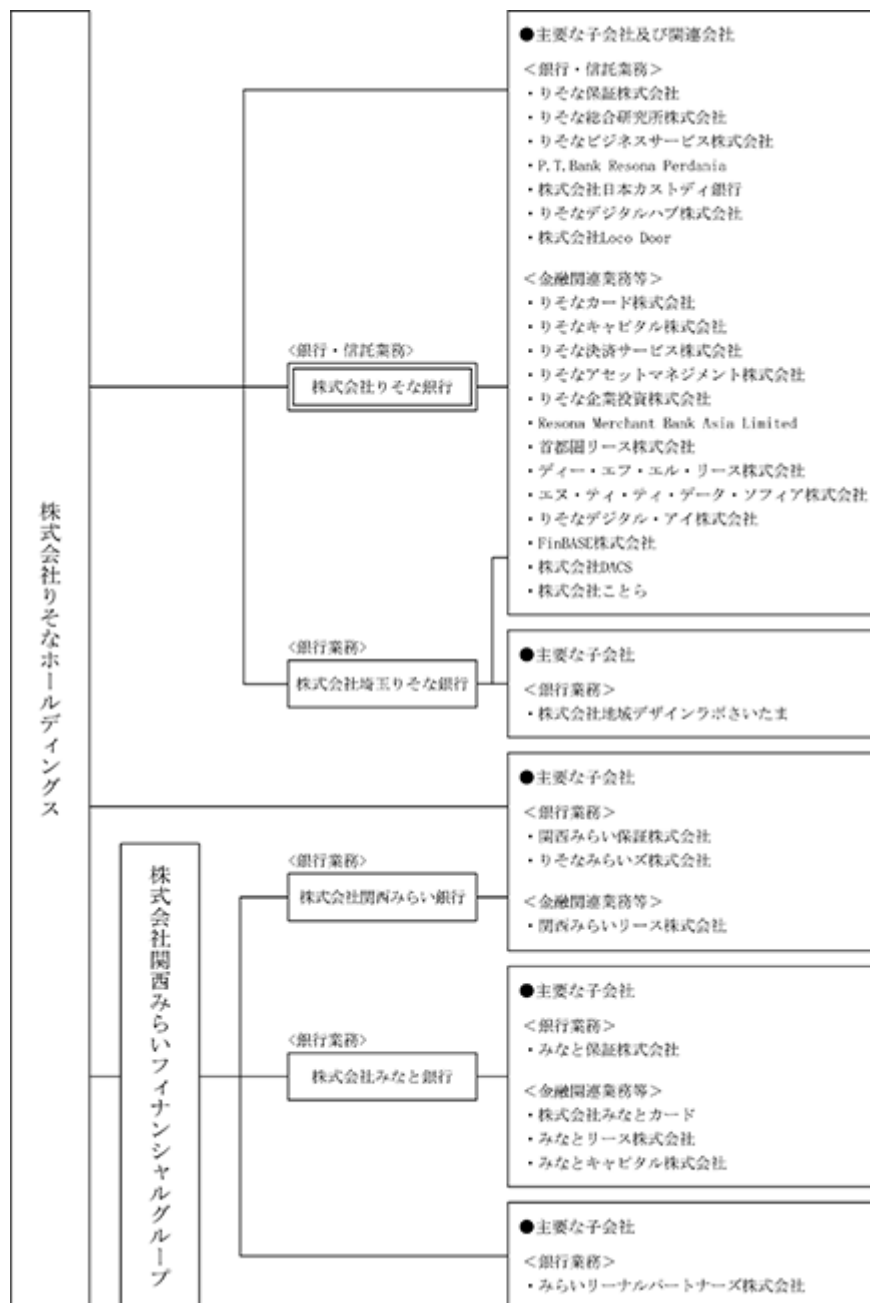 株式会社りそなホールディングス
<銀行・信託業務>
株式会社りそな銀行
●主要な子会社及び関連会社
<銀行・信託業務>
・りそな保証株式会社
・りそな総合研究所株式会社
・りそなビジネスサービス株式会社
・P.T.Bank Resona Perdania
・株式会社日本カストディ銀行
・りそなデジタルハブ株式会社
・株式会社Loco Door
<金融関連業務等>
・りそなカード株式会社
・りそなキャピタル株式会社
・りそな決済サービス株式会社
・りそなアセットマネジメント株式会社
・りそな企業投資株式会社
・Resona Merchant Bank Asia Limited
・首都圏リース株式会社
・ディー・エフ・エル・リース株式会社
・エヌ・ティ・ティ・データ・ソフィア株式会社
・りそなデジタル・アイ株式会社
・FinBASE株式会社
・株式会社DACS
・株式会社ことら
<銀行業務>
株式会社埼玉りそな銀行
●主要な子会社
<銀行業務>
・株式会社地域デザインラボさいたま
株式会社関西みらいフィナンシャルグループ
<銀行業務>
株式会社関西みらい銀行
●主要な子会社
<銀行業務>
・関西みらい保証株式会社
・りそなみらいズ株式会社
<金融関連業務等>
・関西みらいリース株式会社
<銀行業務>
株式会社みなと銀行
●主要な子会社
<銀行業務>
・みなと保証株式会社
<金融関連業務等>
・株式会社みなとカード
・みなとリース株式会社
・みなとキャピタル株式会社
●主要な子会社
<銀行業務>
・みらいリーナルパートナーズ株式会社